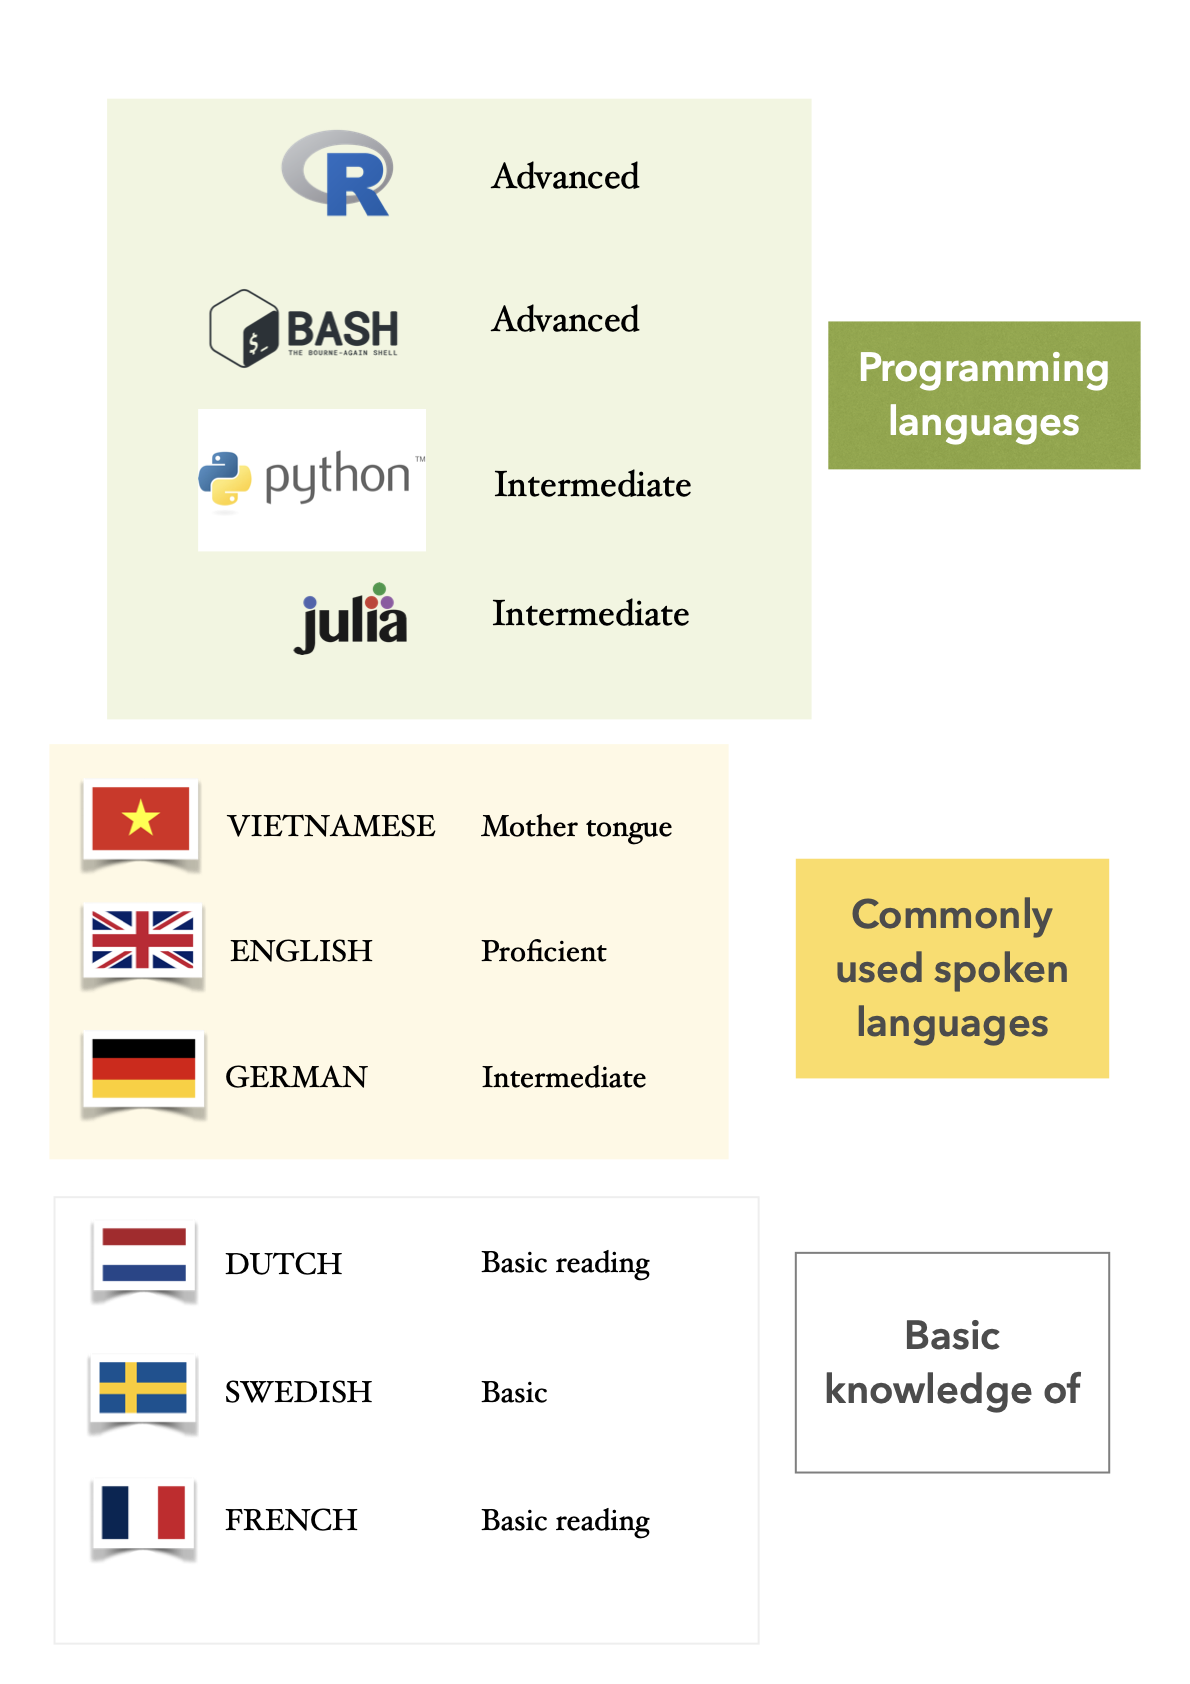 R
Advanced
$_
BASH
THE BOURNE-AGAIN SHELL
Advanced
Programming
languages
python™
Intermediate
julia
Intermediate
VIETNAMESE
Mother tongue
ENGLISH
Proficient
Commonly
used spoken
languages
GERMAN
Intermediate
DUTCH
Basic reading
SWEDISH
Basic
Basic
knowledge of
FRENCH
Basic reading